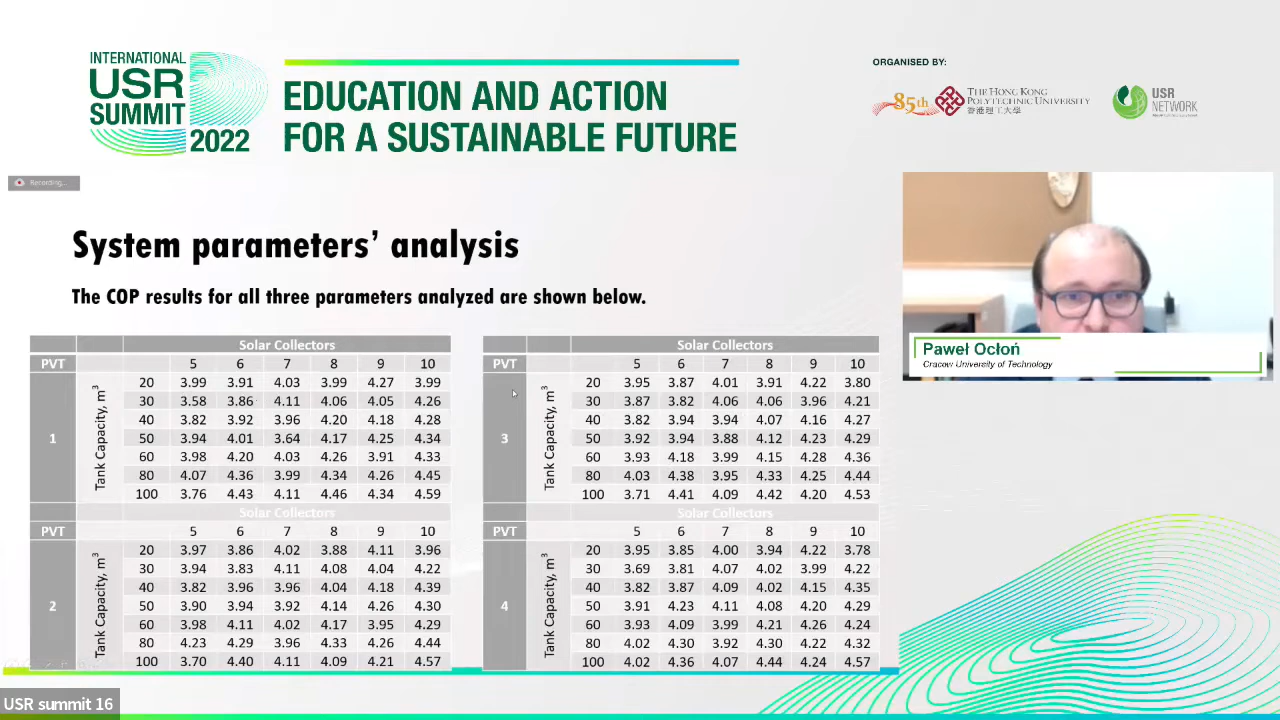 INTERNATIONAL
USR
SUMMIT
2022
EDUCATION AND ACTION
FOR A SUSTAINABLE FUTURE
ORGANISED BY:
85th
THE HONG KONG
POLYTECHNIC UNIVERSITY
香港理工大學
USR
NETWORK
Recording...
System parameters' analysis
The COP results for all three parameters analyzed are shown below.
Solar Collectors
PVT 5 6 7 8 9 10
1
Tank Capacity, m³
20 3.99 3.91 4.03 3.99 4.27 3.99
30 3.58 3.86 4.11 4.06 4.05 4.26
40 3.82 3.92 3.96 4.20 4.18 4.28
50 3.94 4.01 3.64 4.17 4.25 4.34
60 3.98 4.20 4.03 4.26 3.91 4.33
80 4.07 4.36 3.99 4.34 4.26 4.45
100 3.76 4.43 4.11 4.46 4.34 4.59
Solar Collectors
PVT 5 6 7 8 9 10
2
Tank Capacity, m³
20 3.97 3.86 4.02 3.88 4.11 3.96
30 3.94 3.83 4.11 4.08 4.04 4.22
40 3.82 3.96 3.96 4.04 4.18 4.35
50 3.90 3.94 3.92 4.14 4.26 4.30
60 3.98 4.11 4.02 4.17 3.95 4.29
80 4.23 4.29 3.96 4.33 4.26 4.44
100 3.70 4.40 4.11 4.09 4.21 4.57
Solar Collectors
PVT 5 6 7 8 9 10
3
Tank Capacity, m³
20 3.95 3.87 4.01 3.91 4.22 3.80
30 3.87 3.82 4.06 4.06 3.96 4.21
40 3.82 3.94 3.94 4.07 4.16 4.27
50 3.92 3.94 3.88 4.12 4.23 4.29
60 3.93 4.18 3.99 4.15 4.28 4.36
80 4.03 4.38 3.95 4.33 4.25 4.44
100 3.71 4.41 4.09 4.42 4.20 4.53
Solar Collectors
PVT 5 6 7 8 9 10
4
Tank Capacity, m³
20 3.95 3.85 4.00 3.94 4.22 3.78
30 3.69 3.81 4.07 4.02 3.99 4.22
40 3.82 3.87 4.09 4.02 4.15 4.35
50 3.91 4.23 4.11 4.08 4.20 4.29
60 3.93 4.09 3.99 4.21 4.26 4.24
80 4.02 4.30 3.92 4.30 4.22 4.32
100 4.02 4.36 4.07 4.44 4.24 4.57
Paweł Ocłoń
Cracow University of Technology
USR summit 16